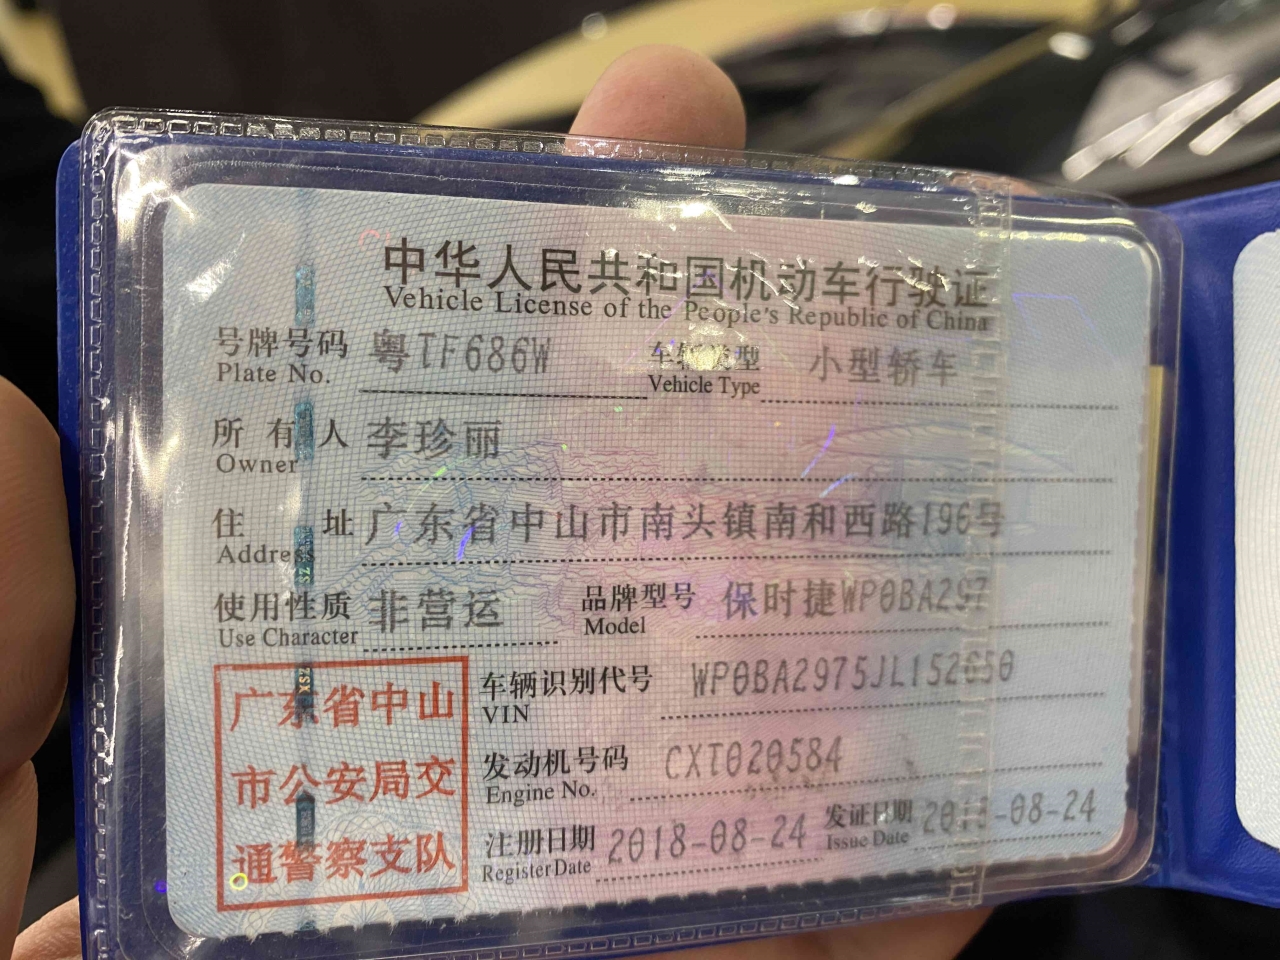 中华人民共和国机动车行驶证
Vehicle License of the People's Republic of China
号牌号码 粤TF686W 车辆类型 小型轿车
Plate No. Vehicle Type
所有人 李珍丽
Owner
住址 广东省中山市南头镇南和西路196号
Address
使用性质 非营运 品牌型号 保时捷WP0BA297
Use Character Model
广东省中山
市公安局交
通警察支队
车辆识别代号
VIN
发动机号码 CXT020584
Engine No.
注册日期 2018-08-24 发证日期 2018-08-24
Register Date Issue Date